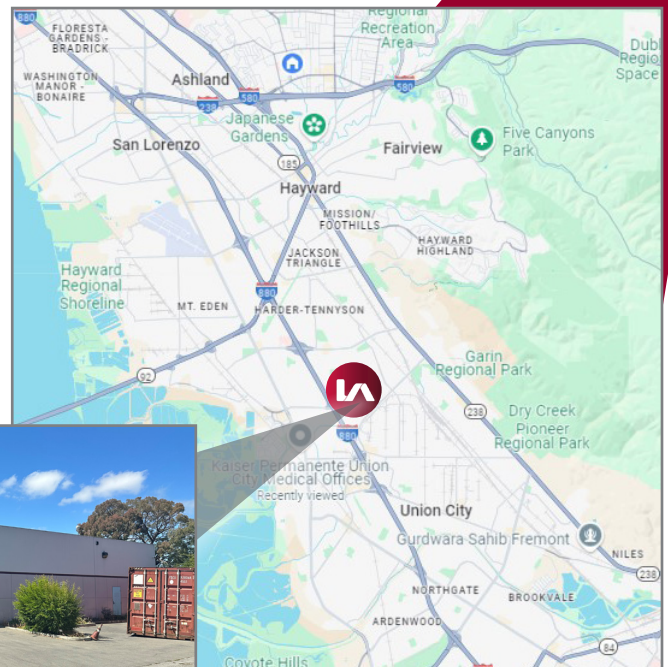 880
FLORESTA
GARDENS -
BRADRICK
Regional
Recreation
Area
Dub
Regio
Space
WASHINGTON
MANOR -
BONAIRE
Ashland
580
238
580
Japanese
Gardens
Five Canyons
Park
San Lorenzo
Fairview
185
Hayward
MISSION/
FOOTHILLS
HAYWARD
HIGHLAND
JACKSON
TRIANGLE
Hayward
Regional
Shoreline
880
MT. EDEN
HARDER-TENNYSON
Garin
Regional Park
92
LA
238
Dry Creek
Pioneer
Regional Park
880
Kaiser Permanente Union
City Medical Offices
Recently viewed
Union City
Gurdwara Sahib Fremont
NILES
238
NORTHGATE
BROOKVALE
ARDENWOOD
84
Coyote Hills